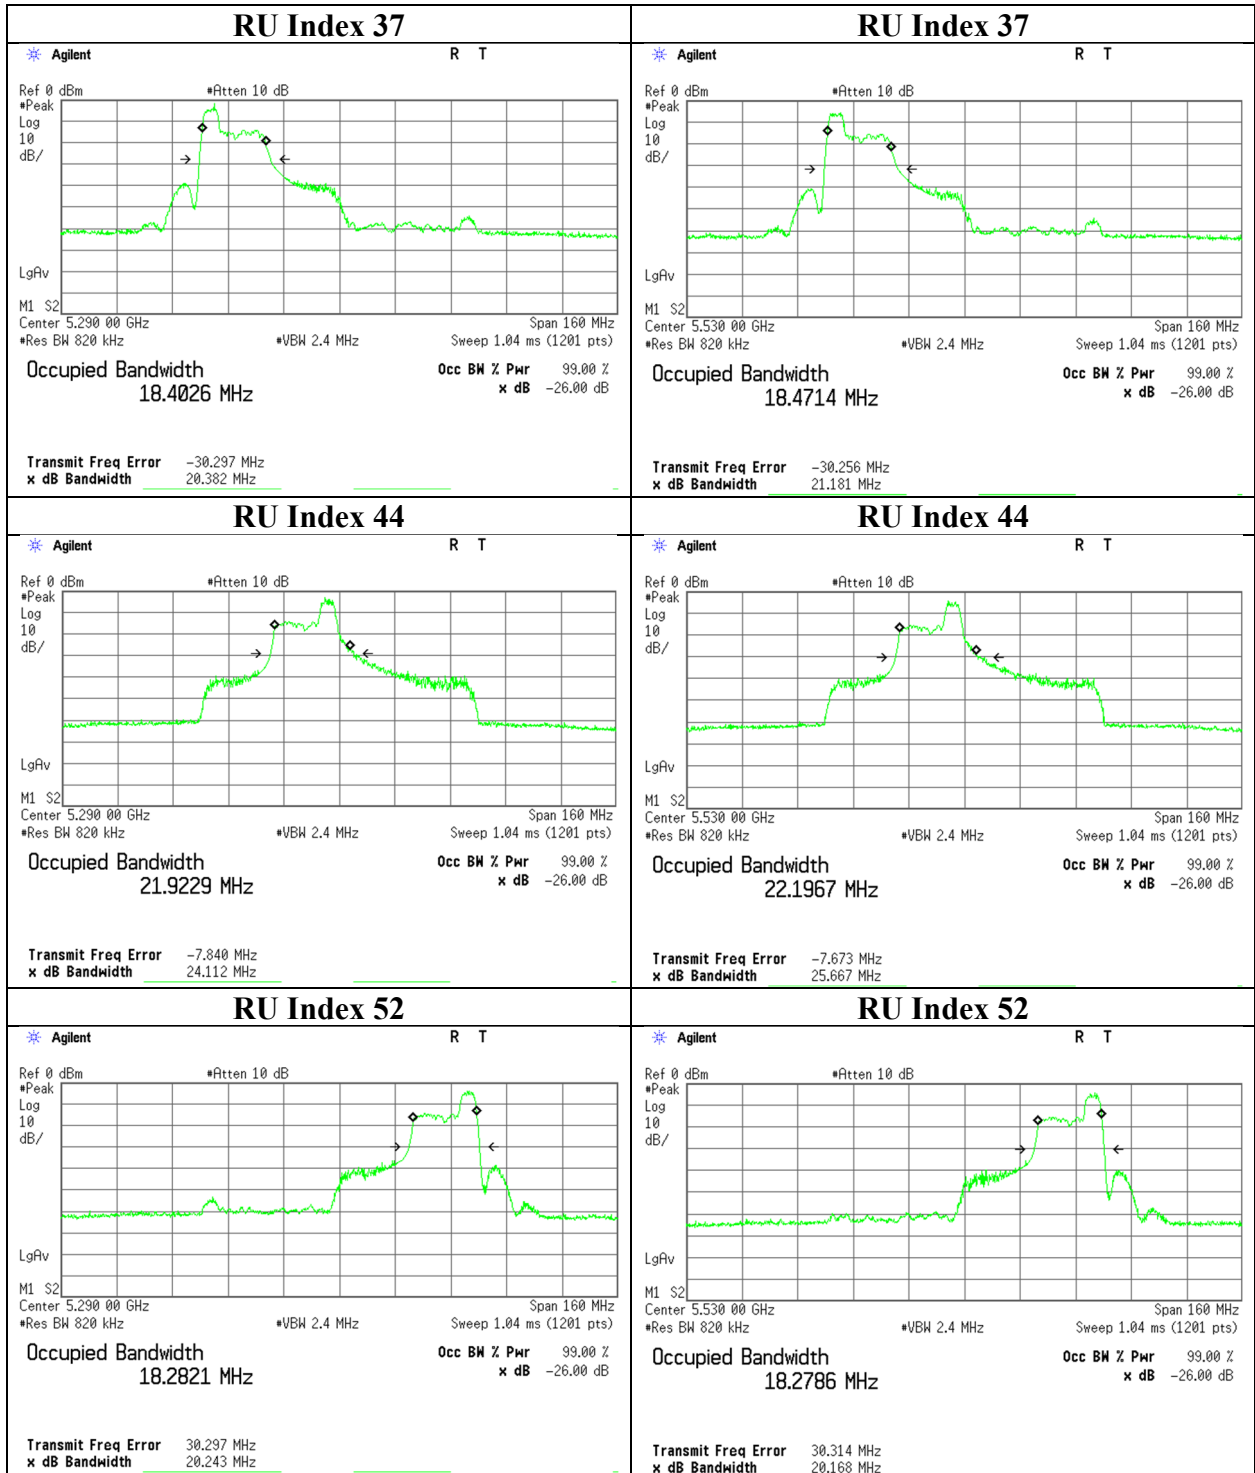 RU Index 37
Agilent R T
Ref 0 dBm #Atten 10 dB
#Peak
Log
10
dB/
LgAv
M1 S2
Center 5.290 00 GHz Span 160 MHz
#Res BW 820 kHz #VBW 2.4 MHz Sweep 1.04 ms (1201 pts)
Occupied Bandwidth Occ BW % Pwr 99.00 %
18.4026 MHz x dB -26.00 dB
Transmit Freq Error -30.297 MHz
x dB Bandwidth 20.382 MHz
RU Index 37
Agilent R T
Ref 0 dBm #Atten 10 dB
#Peak
Log
10
dB/
LgAv
M1 S2
Center 5.530 00 GHz Span 160 MHz
#Res BW 820 kHz #VBW 2.4 MHz Sweep 1.04 ms (1201 pts)
Occupied Bandwidth Occ BW % Pwr 99.00 %
18.4714 MHz x dB -26.00 dB
Transmit Freq Error -30.256 MHz
x dB Bandwidth 21.181 MHz
RU Index 44
Agilent R T
Ref 0 dBm #Atten 10 dB
#Peak
Log
10
dB/
LgAv
M1 S2
Center 5.290 00 GHz Span 160 MHz
#Res BW 820 kHz #VBW 2.4 MHz Sweep 1.04 ms (1201 pts)
Occupied Bandwidth Occ BW % Pwr 99.00 %
21.9229 MHz x dB -26.00 dB
Transmit Freq Error -7.840 MHz
x dB Bandwidth 24.112 MHz
RU Index 44
Agilent R T
Ref 0 dBm #Atten 10 dB
#Peak
Log
10
dB/
LgAv
M1 S2
Center 5.530 00 GHz Span 160 MHz
#Res BW 820 kHz #VBW 2.4 MHz Sweep 1.04 ms (1201 pts)
Occupied Bandwidth Occ BW % Pwr 99.00 %
22.1967 MHz x dB -26.00 dB
Transmit Freq Error -7.673 MHz
x dB Bandwidth 25.667 MHz
RU Index 52
Agilent R T
Ref 0 dBm #Atten 10 dB
#Peak
Log
10
dB/
LgAv
M1 S2
Center 5.290 00 GHz Span 160 MHz
#Res BW 820 kHz #VBW 2.4 MHz Sweep 1.04 ms (1201 pts)
Occupied Bandwidth Occ BW % Pwr 99.00 %
18.2821 MHz x dB -26.00 dB
Transmit Freq Error 30.297 MHz
x dB Bandwidth 20.243 MHz
RU Index 52
Agilent R T
Ref 0 dBm #Atten 10 dB
#Peak
Log
10
dB/
LgAv
M1 S2
Center 5.530 00 GHz Span 160 MHz
#Res BW 820 kHz #VBW 2.4 MHz Sweep 1.04 ms (1201 pts)
Occupied Bandwidth Occ BW % Pwr 99.00 %
18.2786 MHz x dB -26.00 dB
Transmit Freq Error 30.314 MHz
x dB Bandwidth 20.168 MHz